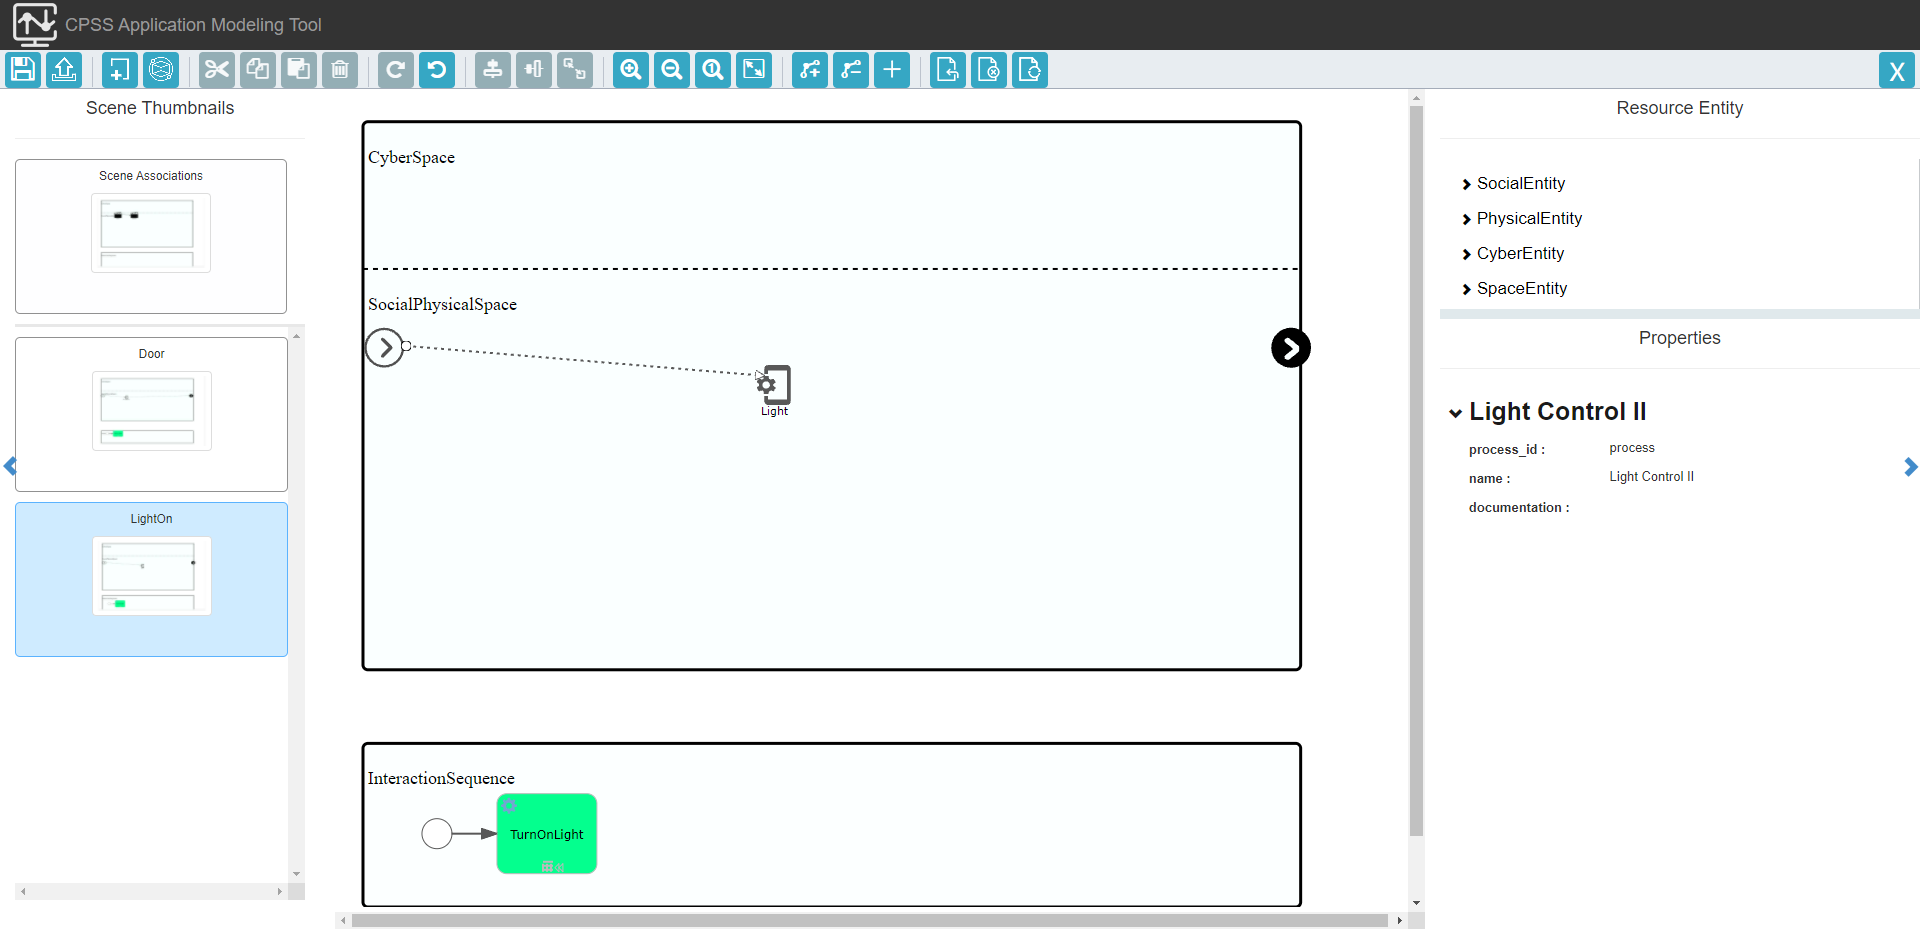 CPSS Application Modeling Tool
X
Scene Thumbnails
Scene Associations
Door
LightOn
CyberSpace
SocialPhysicalSpace
Light
InteractionSequence
TurnOnLight
Resource Entity
SocialEntity
PhysicalEntity
CyberEntity
SpaceEntity
Properties
Light Control II
process_id : process
name : Light Control II
documentation :